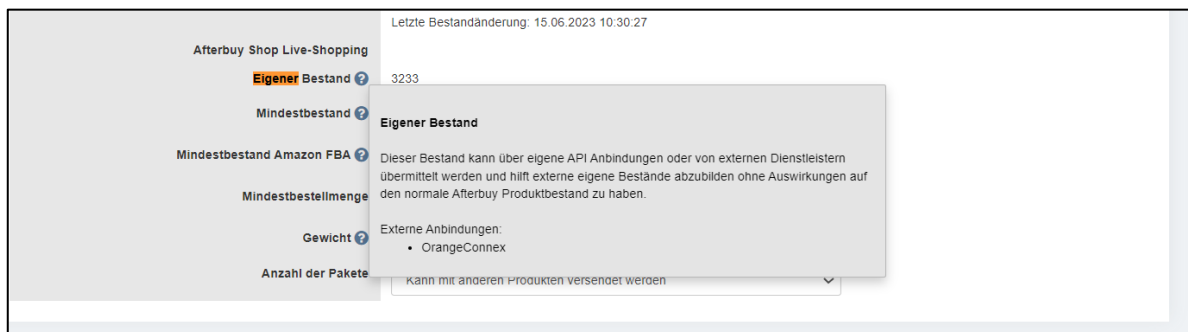 Letzte Bestandänderung: 15.06.2023 10:30:27
Afterbuy Shop Live-Shopping
Eigener Bestand ? 3233
Mindestbestand ?
Mindestbestand Amazon FBA ?
Mindestbestellmenge
Gewicht ?
Anzahl der Pakete
Eigener Bestand
Dieser Bestand kann über eigene API Anbindungen oder von externen Dienstleistern
übermittelt werden und hilft externe eigene Bestände abzubilden ohne Auswirkungen auf
den normale Afterbuy Produktbestand zu haben.
Externe Anbindungen:
• OrangeConnex
Kann mit anderen Produkten versendet werden